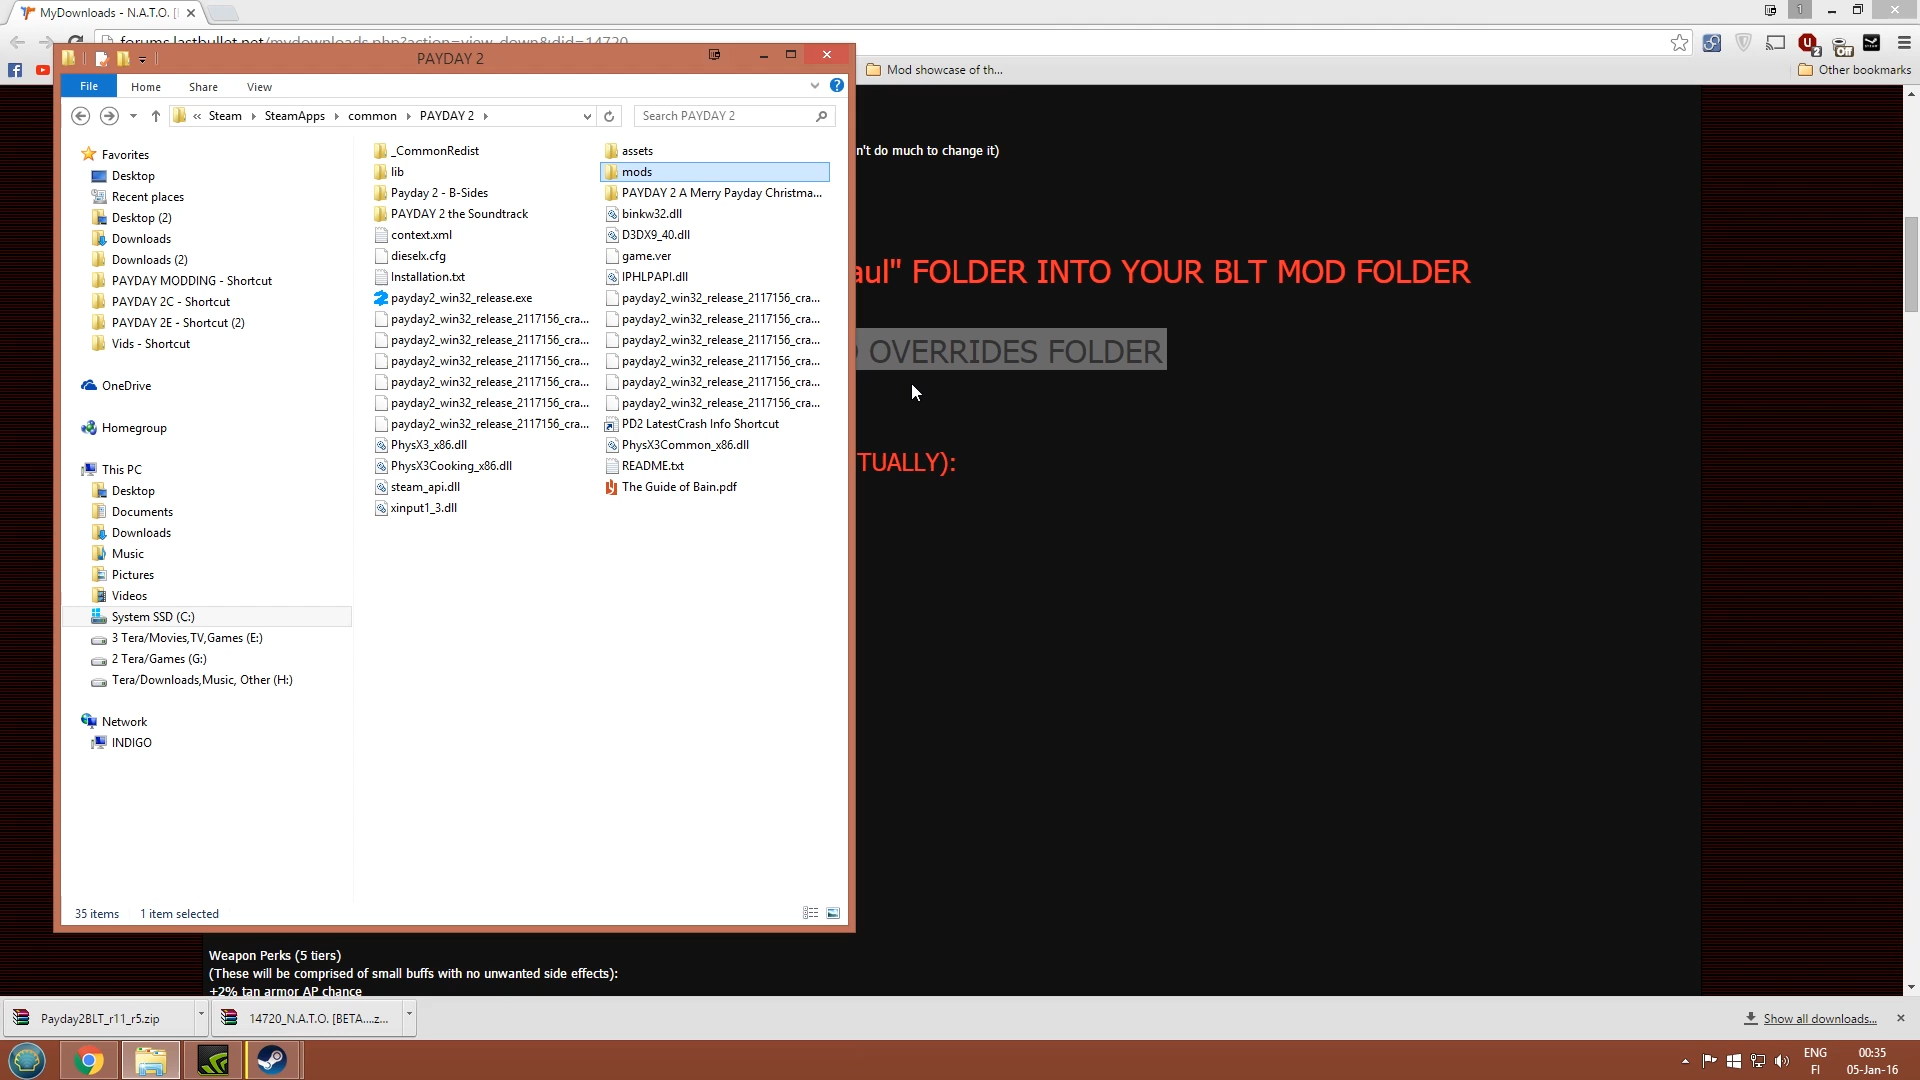 MyDownloads - N.A.T.O. [
1
forums.lastbullet.net/mydownloads.php?action=view_down&did=14720
Mod showcase of th...
Other bookmarks
PAYDAY 2
File
Home
Share
View
« Steam
SteamApps
common
PAYDAY 2
Search PAYDAY 2
Favorites
Desktop
Recent places
Desktop (2)
Downloads
Downloads (2)
PAYDAY MODDING - Shortcut
PAYDAY 2C - Shortcut
PAYDAY 2E - Shortcut (2)
Vids - Shortcut
OneDrive
Homegroup
This PC
Desktop
Documents
Downloads
Music
Pictures
Videos
System SSD (C:)
3 Tera/Movies,TV,Games (E:)
2 Tera/Games (G:)
Tera/Downloads,Music, Other (H:)
Network
INDIGO
_CommonRedist
lib
Payday 2 - B-Sides
PAYDAY 2 the Soundtrack
context.xml
dieselx.cfg
Installation.txt
payday2_win32_release.exe
payday2_win32_release_2117156_cra...
payday2_win32_release_2117156_cra...
payday2_win32_release_2117156_cra...
payday2_win32_release_2117156_cra...
payday2_win32_release_2117156_cra...
payday2_win32_release_2117156_cra...
PhysX3_x86.dll
PhysX3Cooking_x86.dll
steam_api.dll
xinput1_3.dll
assets
mods
PAYDAY 2 A Merry Payday Christma...
binkw32.dll
D3DX9_40.dll
game.ver
IPHLPAPI.dll
payday2_win32_release_2117156_cra...
payday2_win32_release_2117156_cra...
payday2_win32_release_2117156_cra...
payday2_win32_release_2117156_cra...
payday2_win32_release_2117156_cra...
payday2_win32_release_2117156_cra...
PD2 LatestCrash Info Shortcut
PhysX3Common_x86.dll
README.txt
The Guide of Bain.pdf
35 items
1 item selected
n't do much to change it)
aul" FOLDER INTO YOUR BLT MOD FOLDER
OVERRIDES FOLDER
TUALLY):
Weapon Perks (5 tiers)
(These will be comprised of small buffs with no unwanted side effects):
+2% tan armor AP chance
Payday2BLT_r11_r5.zip
14720_N.A.T.O. [BETA....z...
Show all downloads...
ENG
FI
00:35
05-Jan-16